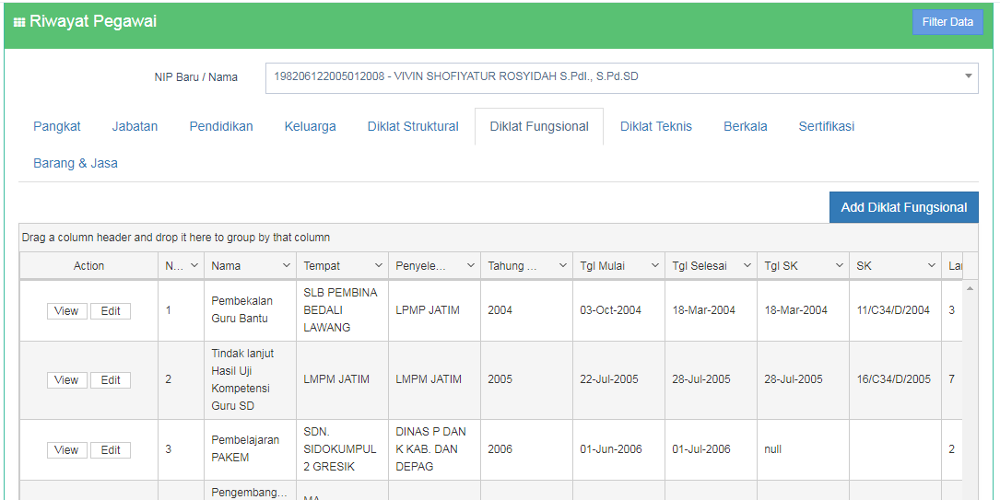 Riwayat Pegawai
Filter Data
NIP Baru / Nama
198206122005012008 - VIVIN SHOFIYATUR ROSYIDAH S.PdI., S.Pd.SD
Pangkat Jabatan Pendidikan Keluarga Diklat Struktural Diklat Fungsional Diklat Teknis Berkala Sertifikasi
Barang & Jasa
Add Diklat Fungsional
Drag a column header and drop it here to group by that column
Action N... Nama Tempat Penyele... Tahung ... Tgl Mulai Tgl Selesai Tgl SK SK Lai
View Edit
1
Pembekalan
Guru Bantu
SLB PEMBINA
BEDALI
LAWANG
LPMP JATIM
2004
03-Oct-2004
18-Mar-2004
18-Mar-2004
11/C34/D/2004
3
View Edit
2
Tindak lanjut
Hasil Uji
Kompetensi
Guru SD
LMPM JATIM
LMPM JATIM
2005
22-Jul-2005
28-Jul-2005
28-Jul-2005
16/C34/D/2005
7
View Edit
3
Pembelajaran
PAKEM
SDN.
SIDOKUMPUL
2 GRESIK
DINAS P DAN
K KAB. DAN
DEPAG
2006
01-Jun-2006
01-Jul-2006
null
2
Pengembang...
MA